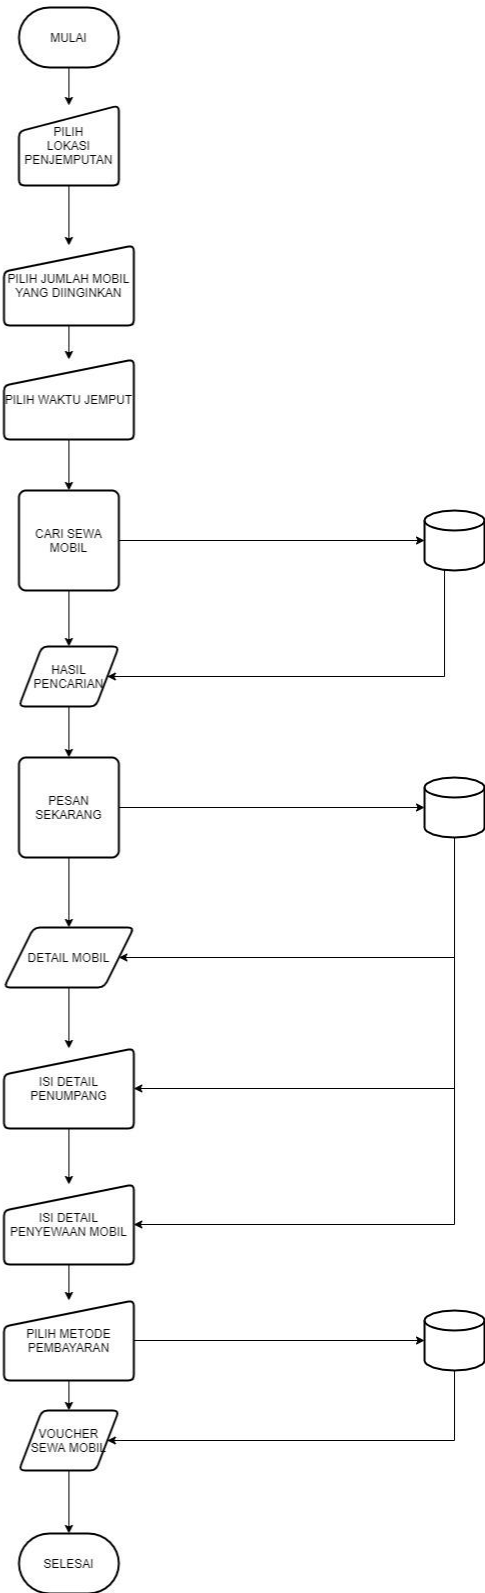 MULAI
PILIH
LOKASI
PENJEMPUTAN
PILIH JUMLAH MOBIL
YANG DIINGINKAN
PILIH WAKTU JEMPUT
CARI SEWA
MOBIL
HASIL
PENCARIAN
PESAN
SEKARANG
DETAIL MOBIL
ISI DETAIL
PENUMPANG
ISI DETAIL
PENYEWAAN MOBIL
PILIH METODE
PEMBAYARAN
VOUCHER
SEWA MOBIL
SELESAI